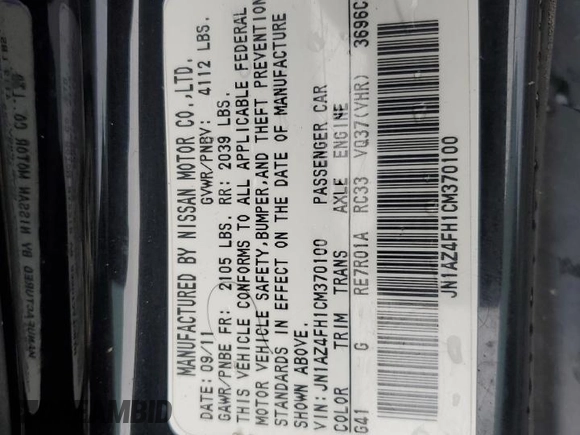 MANUFACTURED BY NISSAN MOTOR CO.,LTD.
DATE: 09/11 GVWR/PNBV: 4112 LBS.
GAWR/PNBE FR: 2105 LBS. RR: 2039 LBS.
THIS VEHICLE CONFORMS TO ALL APPLICABLE FEDERAL
MOTOR VEHICLE SAFETY,BUMPER,AND THEFT PREVENTION
STANDARDS IN EFFECT ON THE DATE OF MANUFACTURE
SHOWN ABOVE.
VIN: JN1AZ4FH1CM370100 PASSENGER CAR
COLOR TRIM TRANS AXLE ENGINE
G41 G RE7R01A RC33 VQ37(VHR) 3696C
JN1AZ4FH1CM370100